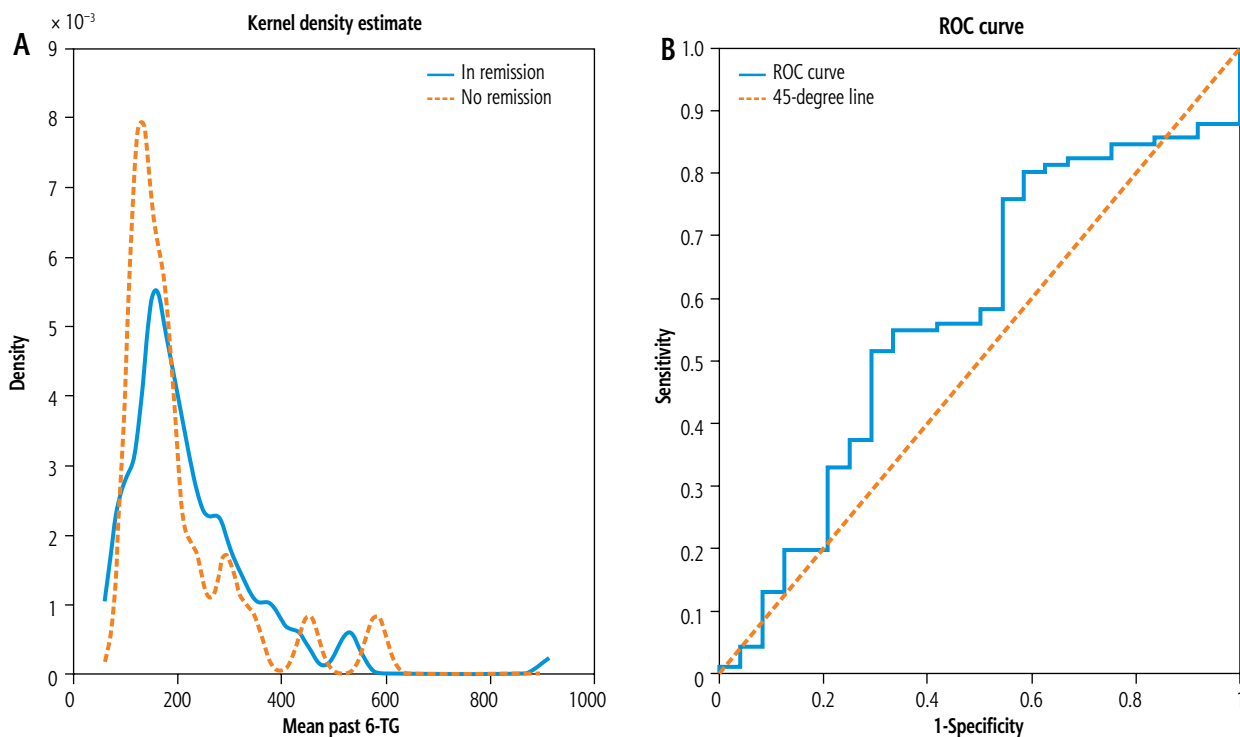 A
× 10⁻³
Kernel density estimate
In remission
No remission
9
8
7
6
5
4
3
2
1
0
Density
0 200 400 600 800 1000
Mean past 6-TG
B
ROC curve
ROC curve
45-degree line
1.0
0.9
0.8
0.7
0.6
0.5
0.4
0.3
0.2
0.1
0
Sensitivity
0 0.2 0.4 0.6 0.8 1
1-Specificity